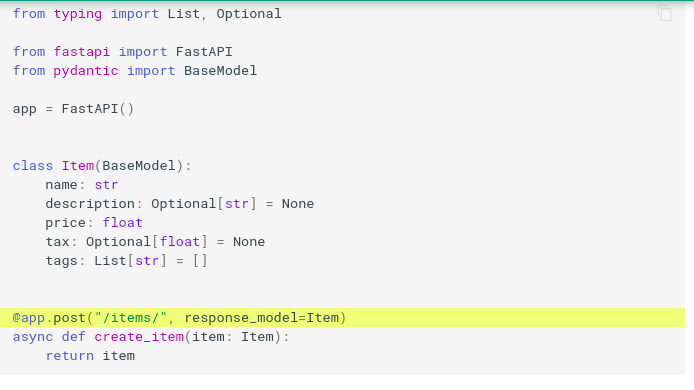 from typing import List, Optional
from fastapi import FastAPI
from pydantic import BaseModel
app = FastAPI()
class Item(BaseModel):
    name: str
    description: Optional[str] = None
    price: float
    tax: Optional[float] = None
    tags: List[str] = []
@app.post("/items/", response_model=Item)
async def create_item(item: Item):
    return item